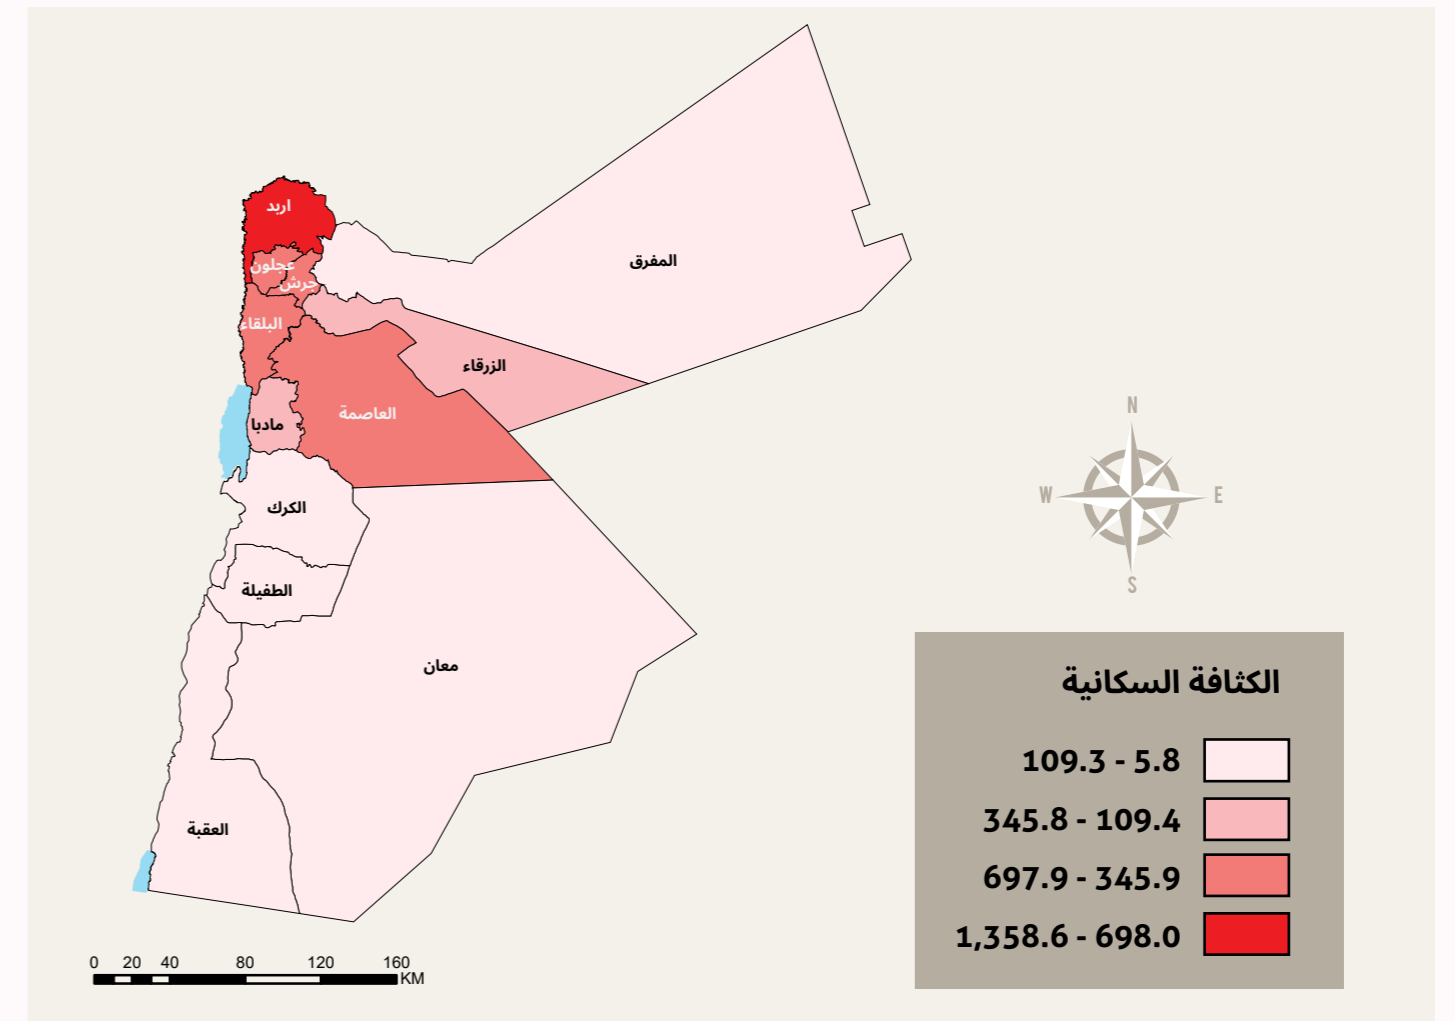 اربد
عجلون
جرش
المفرق
البلقاء
الزرقاء
العاصمة
مادبا
الكرك
الطفيلة
معان
العقبة
N
W
E
S
الكثافة السكانية
109.3 - 5.8
345.8 - 109.4
697.9 - 345.9
1,358.6 - 698.0
0 20 40 80 120 160
KM